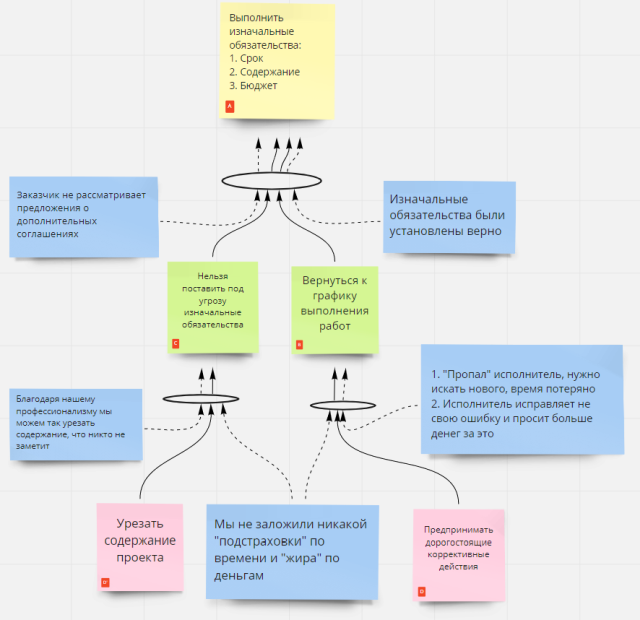 Выполнить
изначальные
обязательства:
1. Срок
2. Содержание
3. Бюджет
A
Заказчик не рассматривает
предложения о
дополнительных
соглашениях
Изначальные
обязательства были
установлены верно
Нельзя
поставить под
угрозу
изначальные
обязательства
C
Вернуться к
графику
выполнения
работ
B
Благодаря нашему
профессионализму мы
можем так урезать
содержание, что никто не
заметит
1. "Пропал" исполнитель, нужно
искать нового, время потеряно
2. Исполнитель исправляет не
свою ошибку и просит больше
денег за это
Урезать
содержание
проекта
D'
Мы не заложили никакой
"подстраховки" по
времени и "жира" по
деньгам
Предпринимать
дорогостоящие
коррективные
действия
D